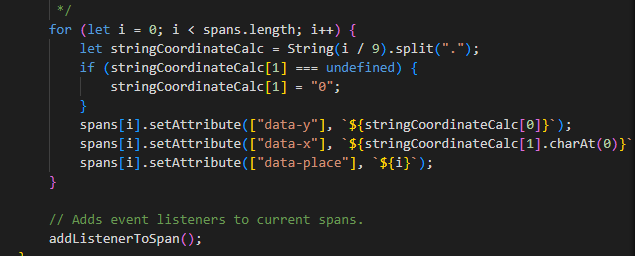 */
for (let i = 0; i < spans.length; i++) {
let stringCoordinateCalc = String(i / 9).split(".");
if (stringCoordinateCalc[1] === undefined) {
stringCoordinateCalc[1] = "0";
}
spans[i].setAttribute(["data-y"], `${stringCoordinateCalc[0]}`);
spans[i].setAttribute(["data-x"], `${stringCoordinateCalc[1].charAt(0)}`
spans[i].setAttribute(["data-place"], `${i}`);
}
// Adds event listeners to current spans.
addListenerToSpan();